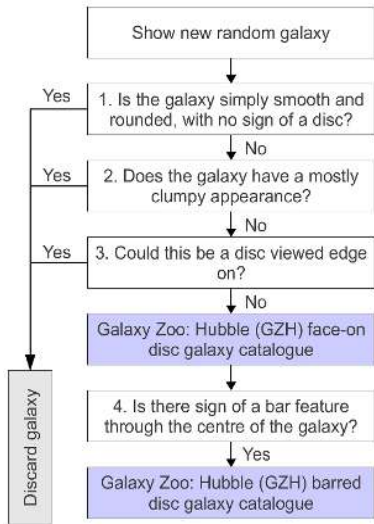 Show new random galaxy
Yes
1. Is the galaxy simply smooth and
rounded, with no sign of a disc?
No
Yes
2. Does the galaxy have a mostly
clumpy appearance?
No
Yes
3. Could this be a disc viewed edge
on?
No
Galaxy Zoo: Hubble (GZH) face-on
disc galaxy catalogue
4. Is there sign of a bar feature
through the centre of the galaxy?
Yes
Galaxy Zoo: Hubble (GZH) barred
disc galaxy catalogue
Discard galaxy